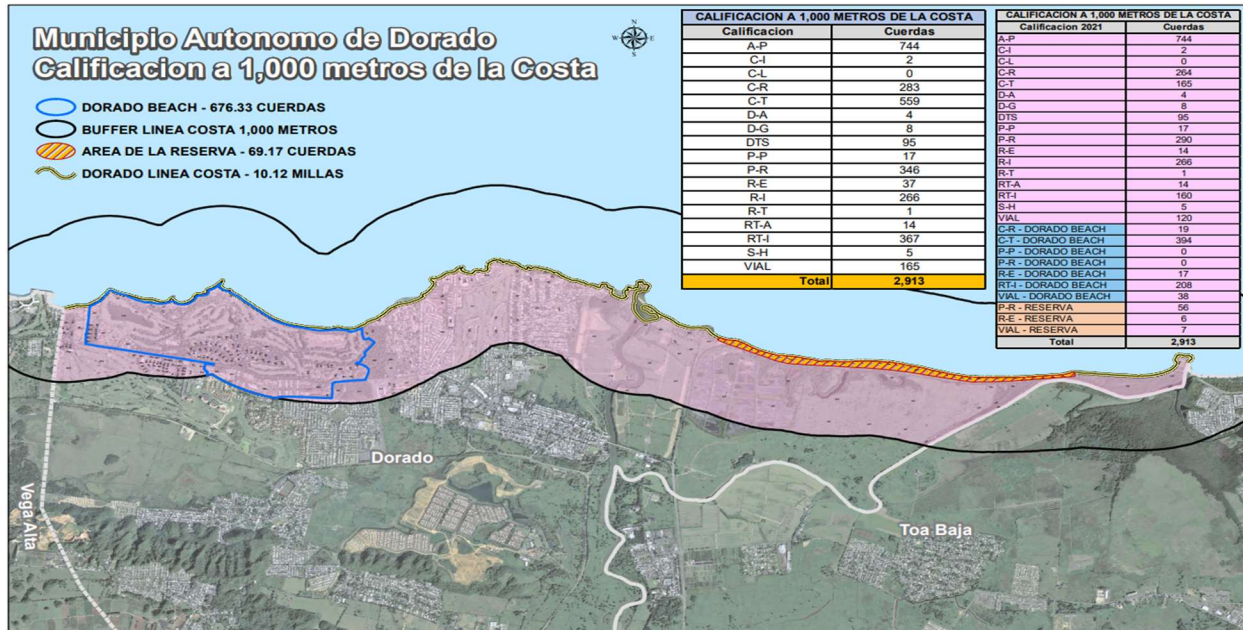 Municipio Autonomo de Dorado
Calificacion a 1,000 metros de la Costa
DORADO BEACH - 676.33 CUERDAS
BUFFER LINEA COSTA 1,000 METROS
AREA DE LA RESERVA - 69.17 CUERDAS
DORADO LINEA COSTA - 10.12 MILLAS
N
W E
S
CALIFICACION A 1,000 METROS DE LA COSTA
Calificacion Cuerdas
A-P 744
C-I 2
C-L 0
C-R 283
C-T 559
D-A 4
D-G 8
DTS 95
P-P 17
P-R 346
R-E 37
R-I 266
R-T 1
RT-A 14
RT-I 367
S-H 5
VIAL 165
Total 2,913
CALIFICACION A 1,000 METROS DE LA COSTA
Calificacion 2021 Cuerdas
A-P 744
C-I 2
C-L 0
C-R 264
C-T 165
D-A 4
D-G 8
DTS 95
P-P 17
P-R 290
R-E 14
R-I 266
R-T 1
RT-A 14
RT-I 160
S-H 5
VIAL 120
C-R - DORADO BEACH 19
C-T - DORADO BEACH 394
P-P - DORADO BEACH 0
P-R - DORADO BEACH 0
R-E - DORADO BEACH 17
RT-I - DORADO BEACH 208
VIAL - DORADO BEACH 38
P-R - RESERVA 56
R-E - RESERVA 6
VIAL - RESERVA 7
Total 2,913
Dorado
Vega Alta
Toa Baja